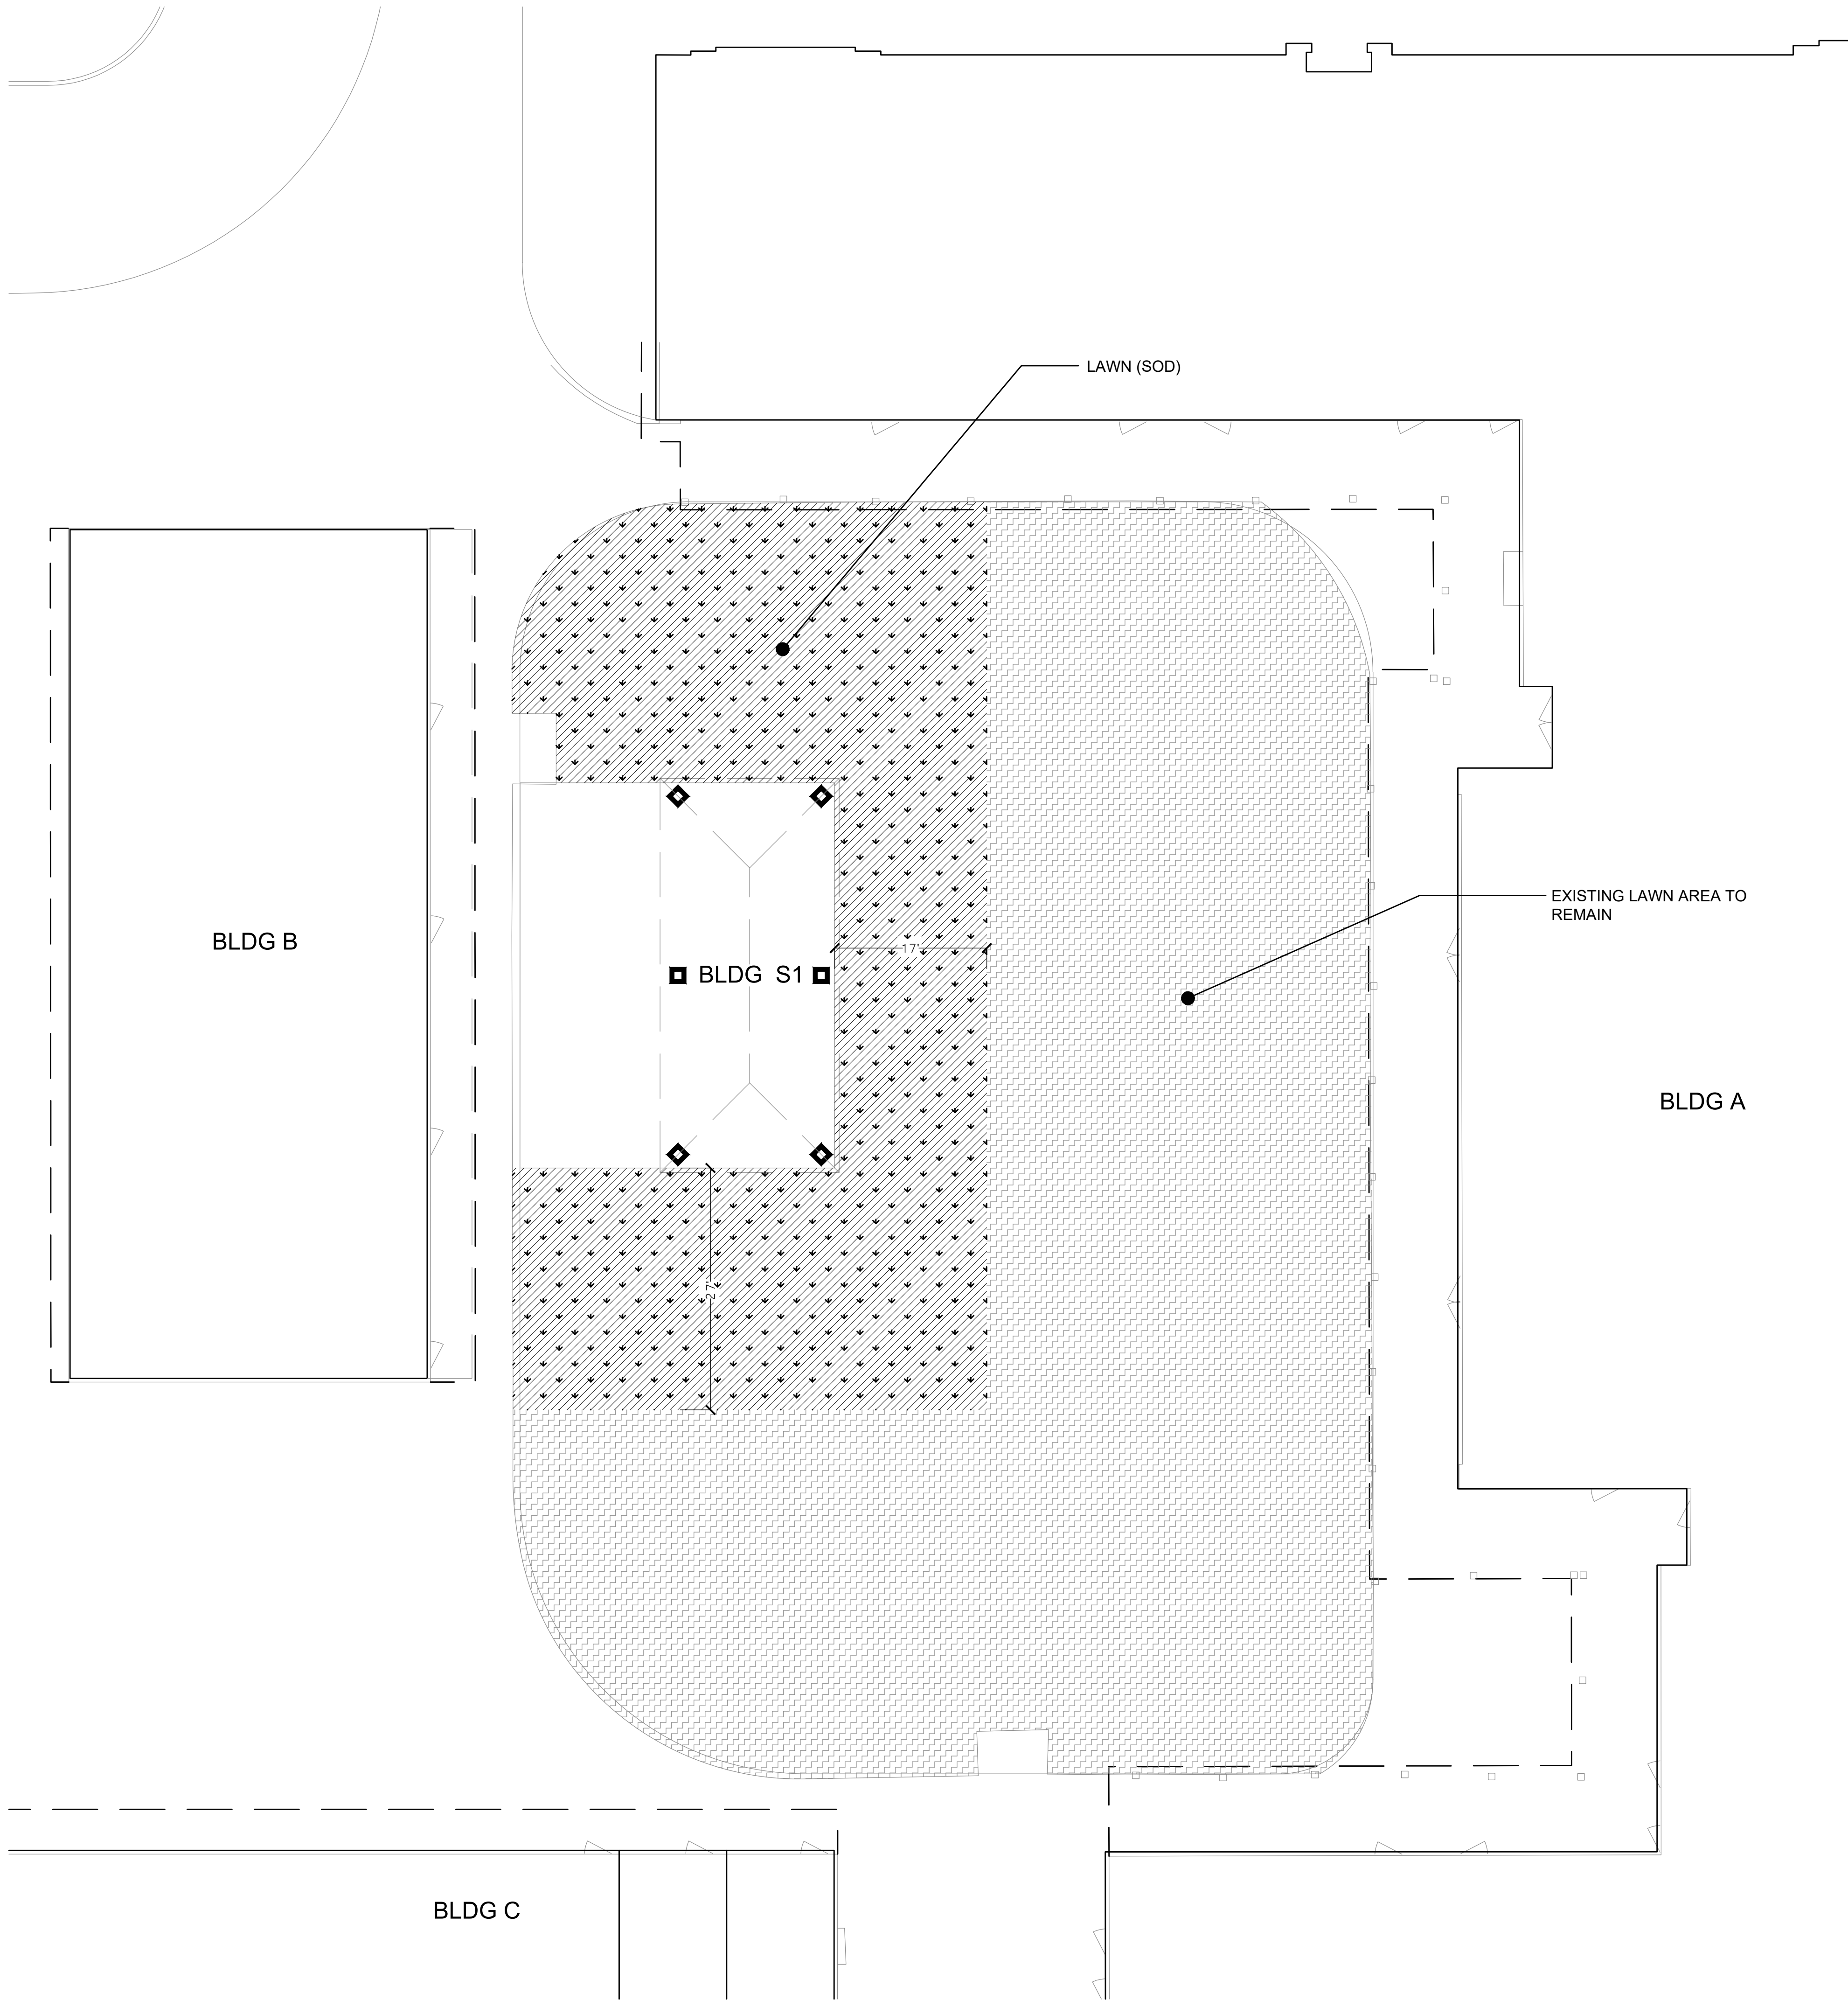 LAWN (SOD)
EXISTING LAWN AREA TO
REMAIN
BLDG B
17'
BLDG S1
BLDG A
27'
BLDG C